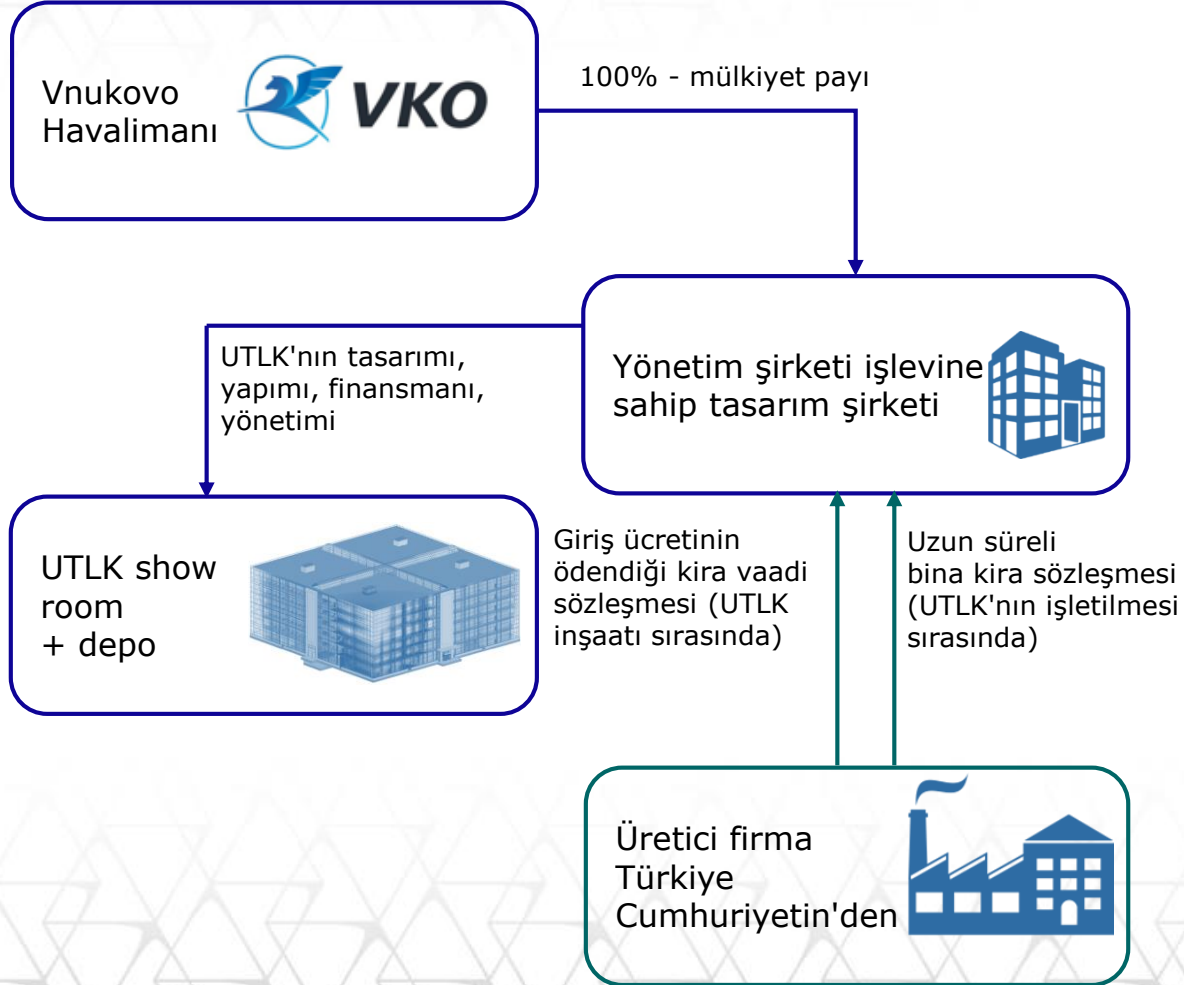 Vnukovo
Havalimanı
VKO
100% - mülkiyet payı
Yönetim şirketi işlevine
sahip tasarım şirketi
UTLK'nın tasarımı,
yapımı, finansmanı,
yönetimi
UTLK show
room
+ depo
Giriş ücretinin
ödendiği kira vaadi
sözleşmesi (UTLK
inşaatı sırasında)
Uzun süreli
bina kira sözleşmesi
(UTLK'nın işletilmesi
sırasında)
Üretici firma
Türkiye
Cumhuriyetin'den